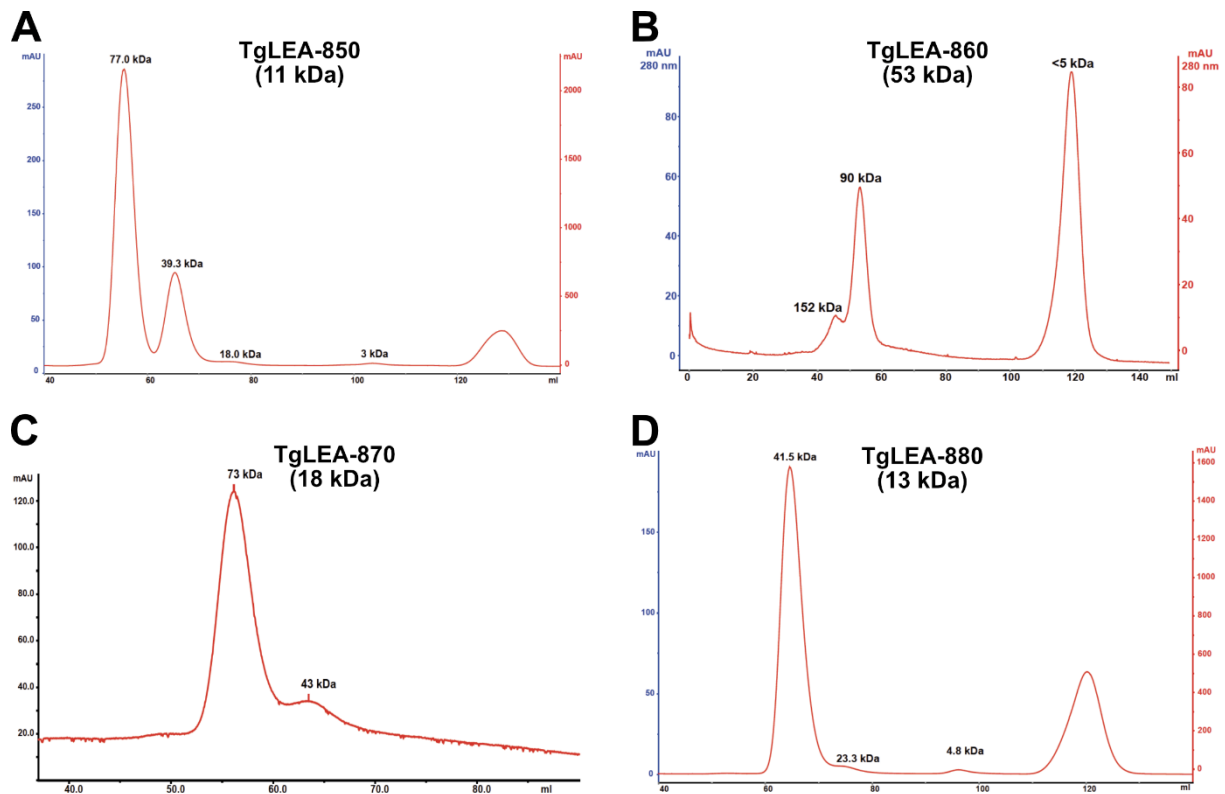 A
TgLEA-850
(11 kDa)
mAU
77.0 kDa
mAU
250
200
150
100
50
0
2000
1500
1000
500
0
39.3 kDa
18.0 kDa
3 kDa
40
60
80
100
120
ml
B
TgLEA-860
(53 kDa)
mAU
280 nm
mAU
280 nm
<5 kDa
90 kDa
152 kDa
80
60
40
20
0
80
60
40
20
0
0
20
40
60
80
100
120
140
ml
C
TgLEA-870
(18 kDa)
mAU
73 kDa
43 kDa
120.0
100.0
80.0
60.0
40.0
20.0
40.0
50.0
60.0
70.0
80.0
ml
D
TgLEA-880
(13 kDa)
mAU
41.5 kDa
mAU
150
100
50
0
1600
1400
1200
1000
800
600
400
200
0
23.3 kDa
4.8 kDa
40
60
80
100
120
ml